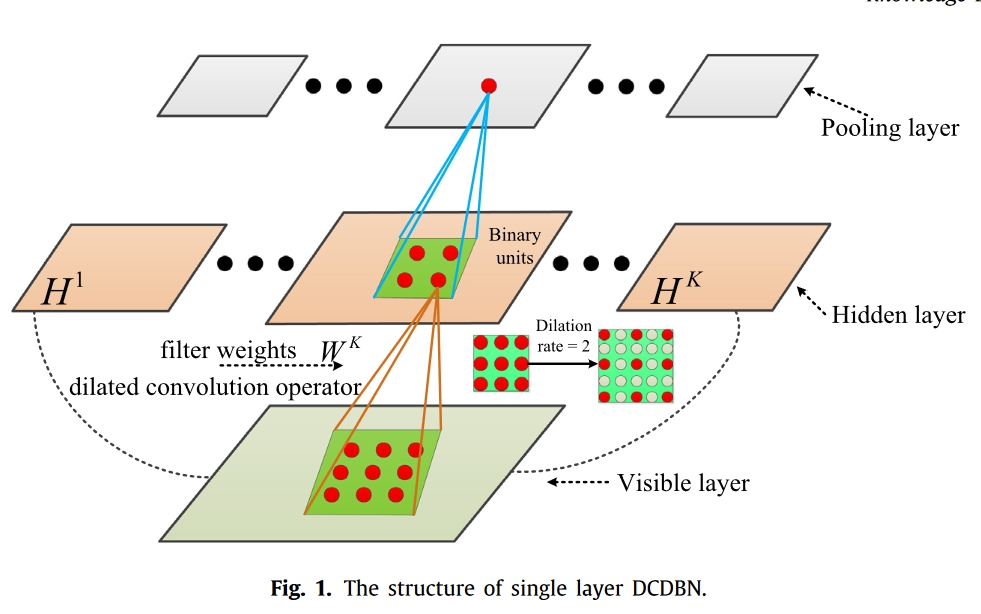 Pooling layer
Binary
units
H^1
H^K
Hidden layer
Dilation
rate = 2
filter weights W^K
dilated convolution operator
Visible layer
Fig. 1. The structure of single layer DCDBN.